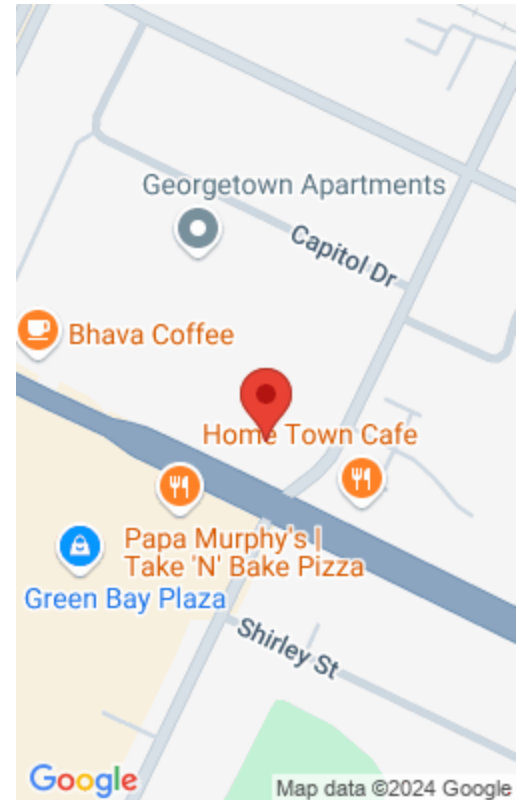 Georgetown Apartments
Capitol Dr
Bhava Coffee
Home Town Cafe
Papa Murphy's |
Take 'N' Bake Pizza
Green Bay Plaza
Shirley St
Google
Map data ©2024 Google